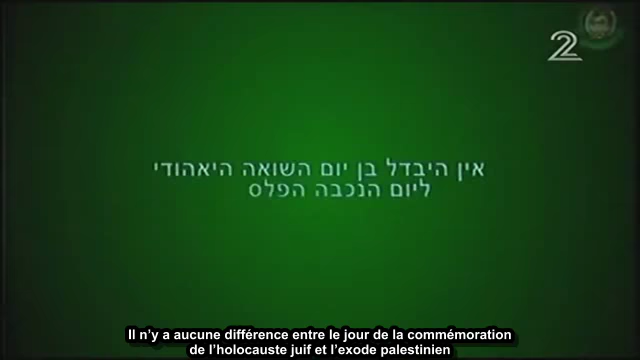 2
אין היבדל בן יום השואה היאהודי
ליום הנכבה הפלס
Il n'y a aucune différence entre le jour de la commémoration
de l'holocauste juif et l'exode palestinien